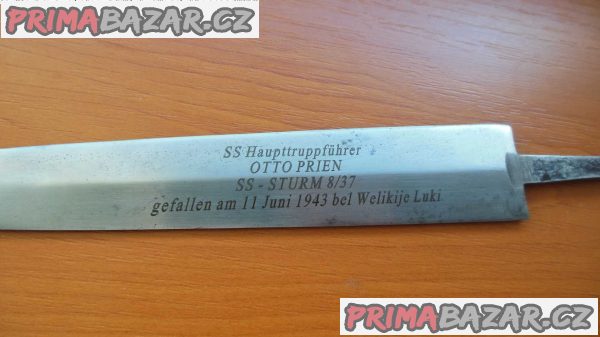 PRIMABAZAR.CZ
SS Haupttruppführer
OTTO PRIEN
SS - STURM 8/37
gefallen am 11 Juni 1943 bei Welikije Luki
PRIMABAZAR.CZ